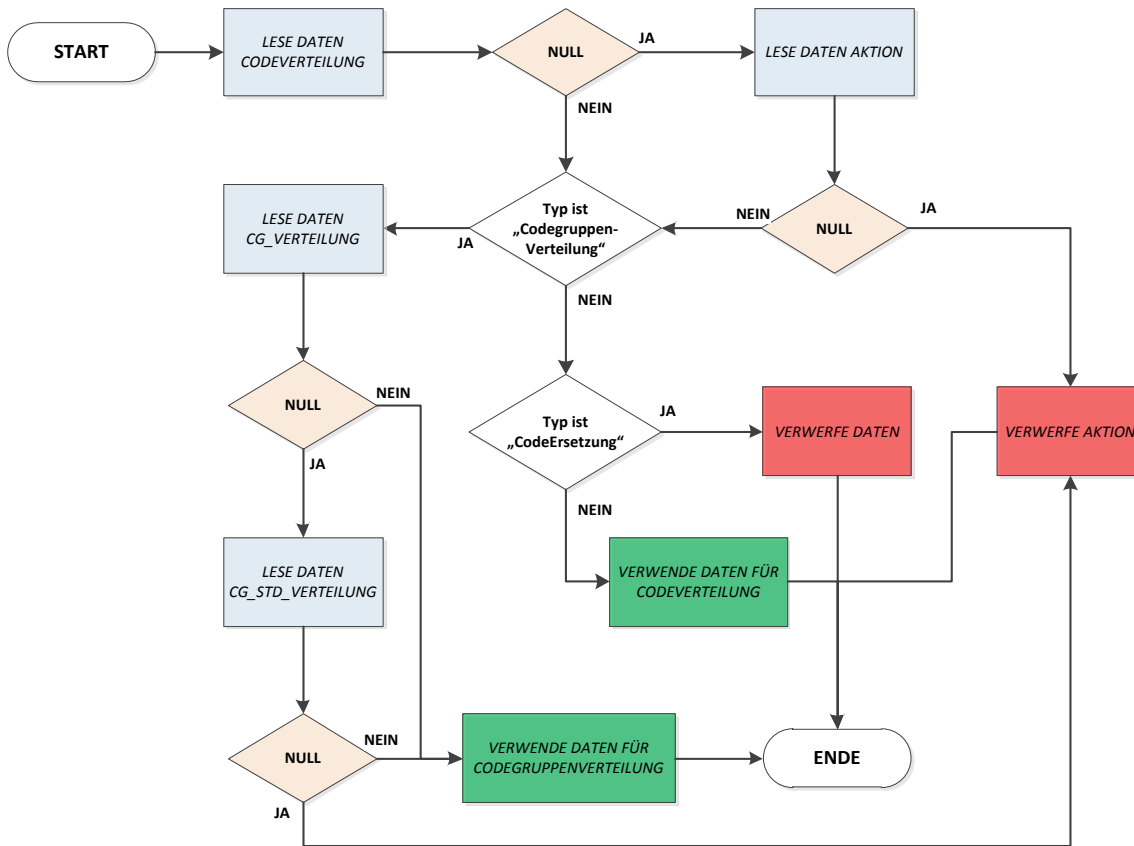 START
LESE DATEN
CODEVERTEILUNG
NULL
JA
LESE DATEN AKTION
NEIN
LESE DATEN
CG_VERTEILUNG
JA
Typ ist
„Codegruppen-
Verteilung“
NEIN
NULL
JA
NEIN
NULL
NEIN
JA
Typ ist
„CodeErsetzung“
JA
VERWERFE DATEN
VERWERFE AKTION
NEIN
LESE DATEN
CG_STD_VERTEILUNG
VERWENDE DATEN FÜR
CODEVERTEILUNG
NULL
NEIN
JA
VERWENDE DATEN FÜR
CODEGRUPPENVERTEILUNG
ENDE